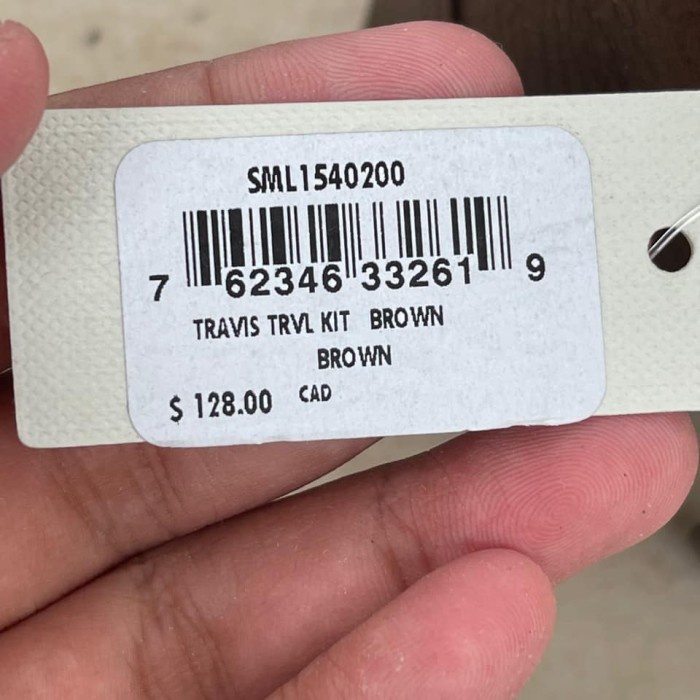 SML1540200
7 62346 33261 9
TRAVIS TRVL KIT BROWN
BROWN
$ 128.00 CAD